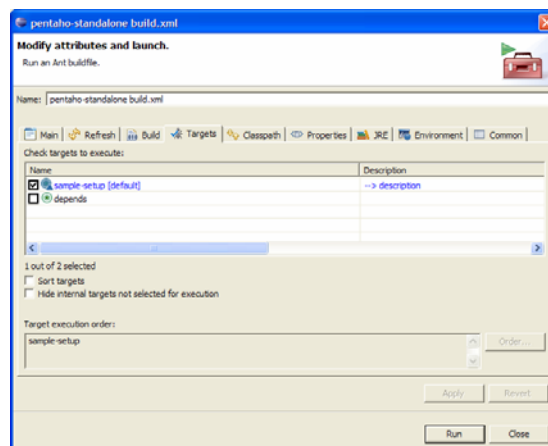 pentaho-standalone build.xml
Modify attributes and launch.
Run an Ant buildfile.
Name: pentaho-standalone build.xml
Main Refresh Build Targets Classpath Properties JRE Environment Common
Check targets to execute:
Name Description
sample-setup [default] --> description
depends
1 out of 2 selected
Sort targets
Hide internal targets not selected for execution
Target execution order:
sample-setup Order...
Apply Revert
Run Close